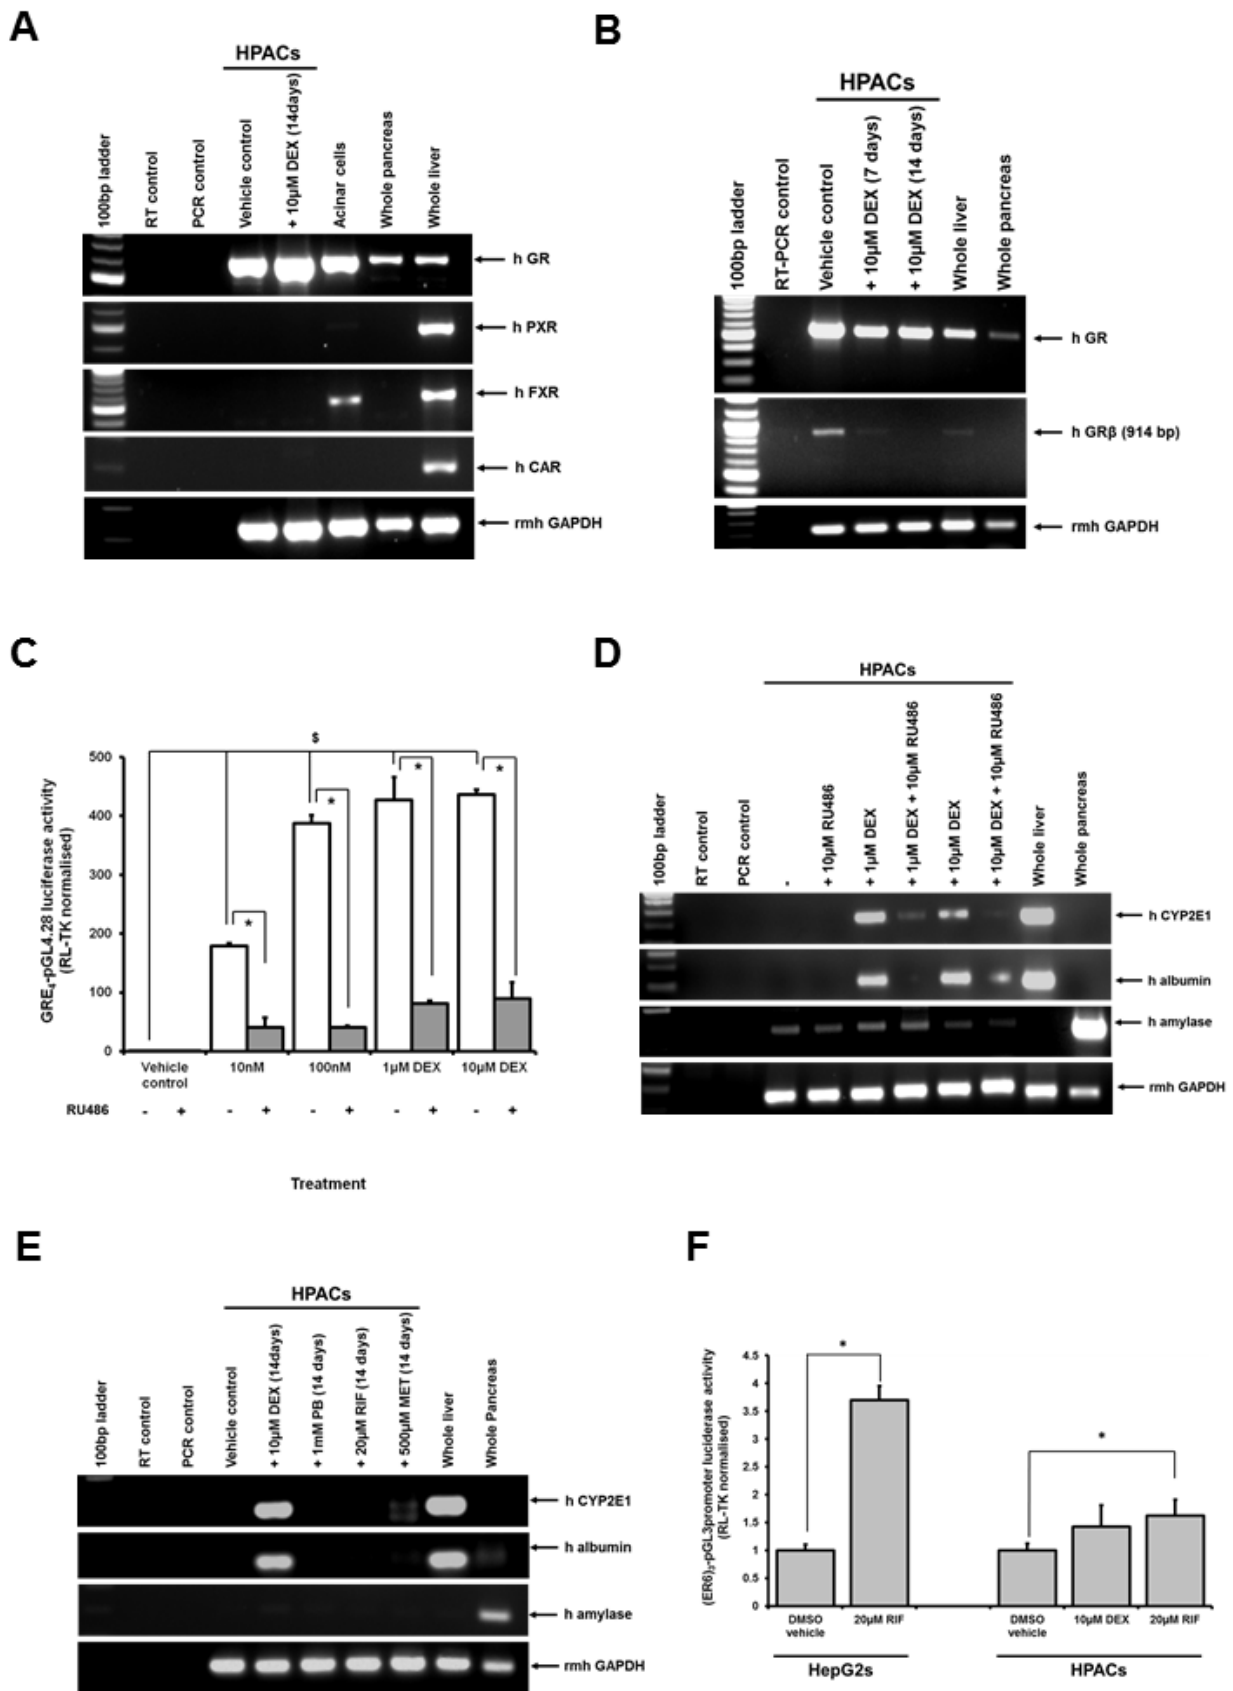 A
HPACs
100bp ladder
RT control
PCR control
Vehicle control
+ 10µM DEX (14days)
Acinar cells
Whole pancreas
Whole liver
h GR
h PXR
h FXR
h CAR
rmh GAPDH
B
HPACs
100bp ladder
RT-PCR control
Vehicle control
+ 10µM DEX (7 days)
+ 10µM DEX (14 days)
Whole liver
Whole pancreas
h GR
h GRβ (914 bp)
rmh GAPDH
C
GRE₄-pGL4.28 luciferase activity
(RL-TK normalised)
500
400
300
200
100
0
$
*
*
*
*
Vehicle control
10nM
100nM
1µM DEX
10µM DEX
RU486 - + - + - + - + - +
Treatment
D
HPACs
100bp ladder
RT control
PCR control
-
+ 10µM RU486
+ 1µM DEX
+ 1µM DEX + 10µM RU486
+ 10µM DEX
+ 10µM DEX + 10µM RU486
Whole liver
Whole pancreas
h CYP2E1
h albumin
h amylase
rmh GAPDH
E
HPACs
100bp ladder
RT control
PCR control
Vehicle control
+ 10µM DEX (14days)
+ 1mM PB (14 days)
+ 20µM RIF (14 days)
+ 500µM MET (14 days)
Whole liver
Whole Pancreas
h CYP2E1
h albumin
h amylase
rmh GAPDH
F
(ER6)₃-pGL3promoter luciderase activity
(RL-TK normalised)
4.5
4
3.5
3
2.5
2
1.5
1
0.5
0
*
*
DMSO vehicle
20µM RIF
DMSO vehicle
10µM DEX
20µM RIF
HepG2s
HPACs